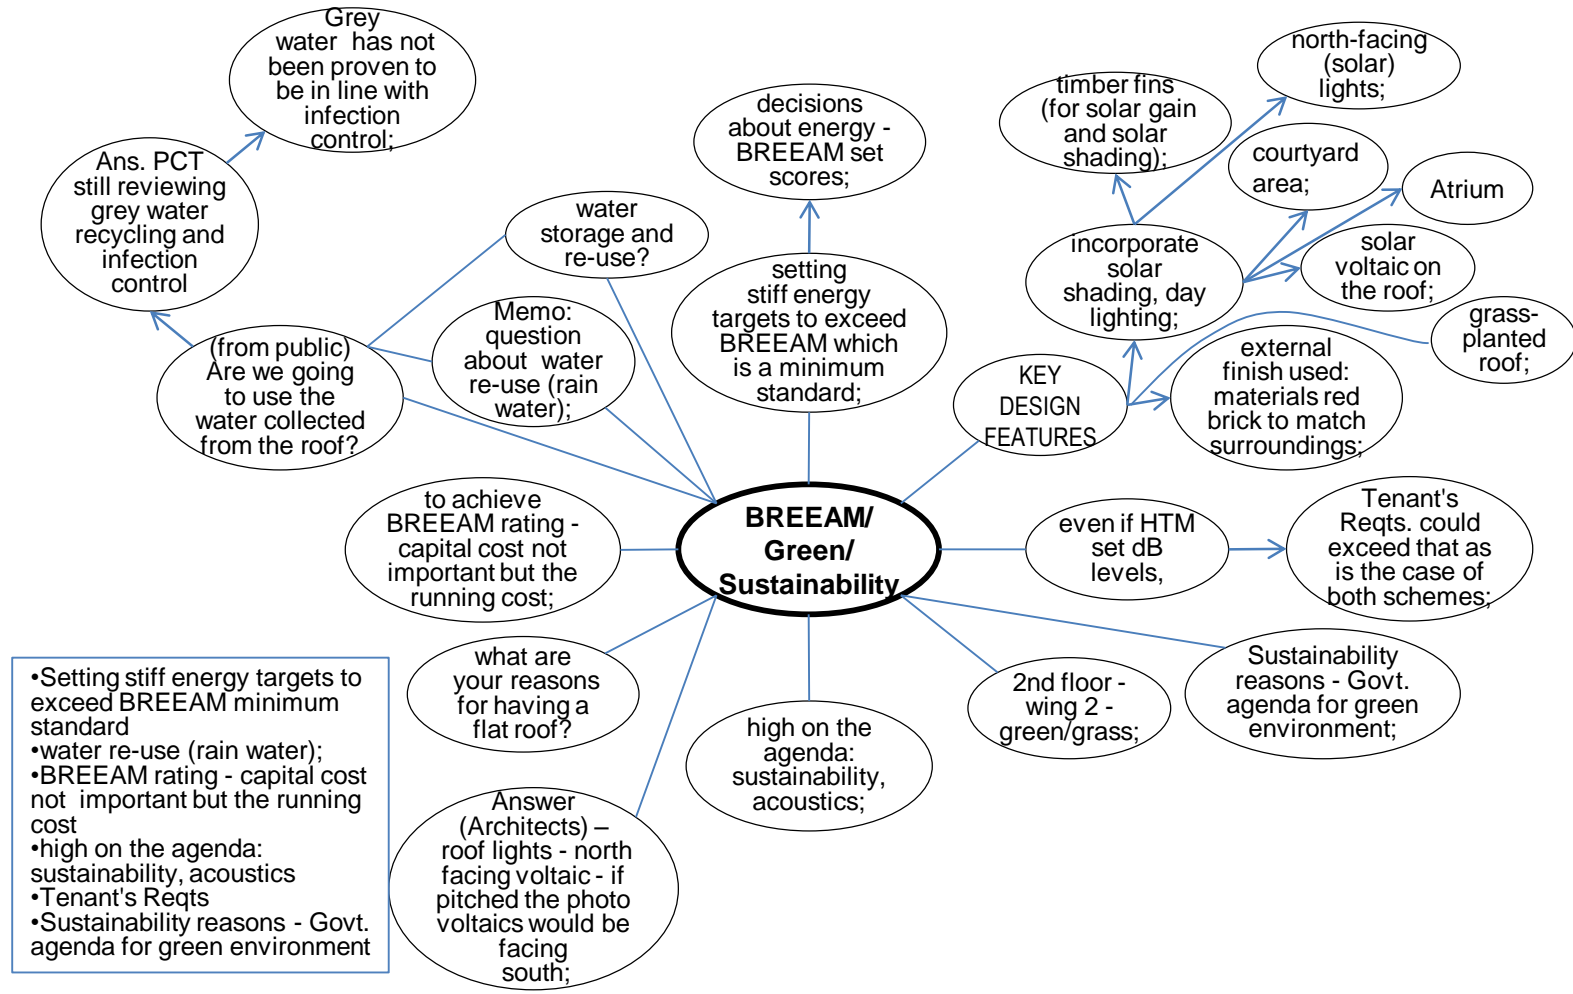 Grey
water has not
been proven to
be in line with
infection
control;
Ans. PCT
still reviewing
grey water
recycling and
infection
control
(from public)
Are we going
to use the
water collected
from the roof?
water
storage and
re-use?
Memo:
question
about water
re-use (rain
water);
decisions
about energy -
BREEAM set
scores;
setting
stiff energy
targets to exceed
BREEAM which
is a minimum
standard;
timber fins
(for solar gain
and solar
shading);
north-facing
(solar)
lights;
courtyard
area;
Atrium
incorporate
solar
shading, day
lighting;
solar
voltaic on
the roof;
grass-
planted
roof;
KEY
DESIGN
FEATURES
external
finish used:
materials red
brick to match
surroundings;
to achieve
BREEAM rating -
capital cost not
important but the
running cost;
BREEAM/
Green/
Sustainability
even if HTM
set dB
levels,
Tenant's
Reqts. could
exceed that as
is the case of
both schemes;
what are
your reasons
for having a
flat roof?
high on the
agenda:
sustainability,
acoustics;
2nd floor -
wing 2 -
green/grass;
Sustainability
reasons - Govt.
agenda for green
environment;
Answer
(Architects) –
roof lights - north
facing voltaic - if
pitched the photo
voltaics would be
facing
south;
•Setting stiff energy targets to
exceed BREEAM minimum
standard
•water re-use (rain water);
•BREEAM rating - capital cost
not important but the running
cost
•high on the agenda:
sustainability, acoustics
•Tenant's Reqts
•Sustainability reasons - Govt.
agenda for green environment